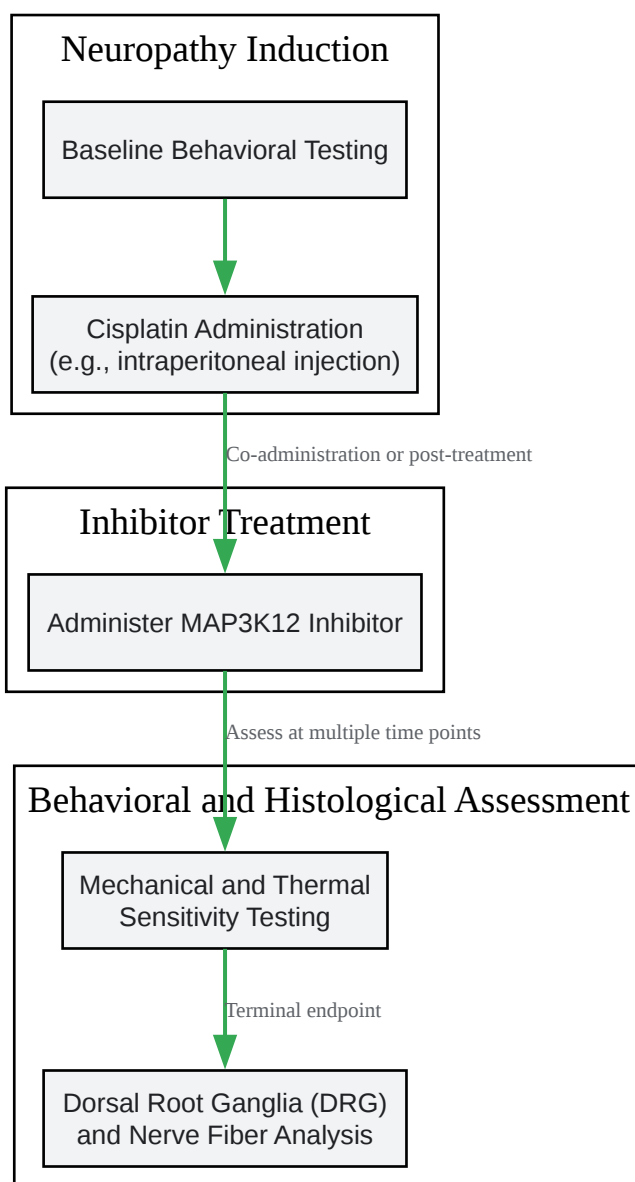 Neuropathy Induction
Baseline Behavioral Testing
Cisplatin Administration
(e.g., intraperitoneal injection)
Co-administration or post-treatment
Inhibitor Treatment
Administer MAP3K12 Inhibitor
Assess at multiple time points
Behavioral and Histological Assessment
Mechanical and Thermal
Sensitivity Testing
Terminal endpoint
Dorsal Root Ganglia (DRG)
and Nerve Fiber Analysis